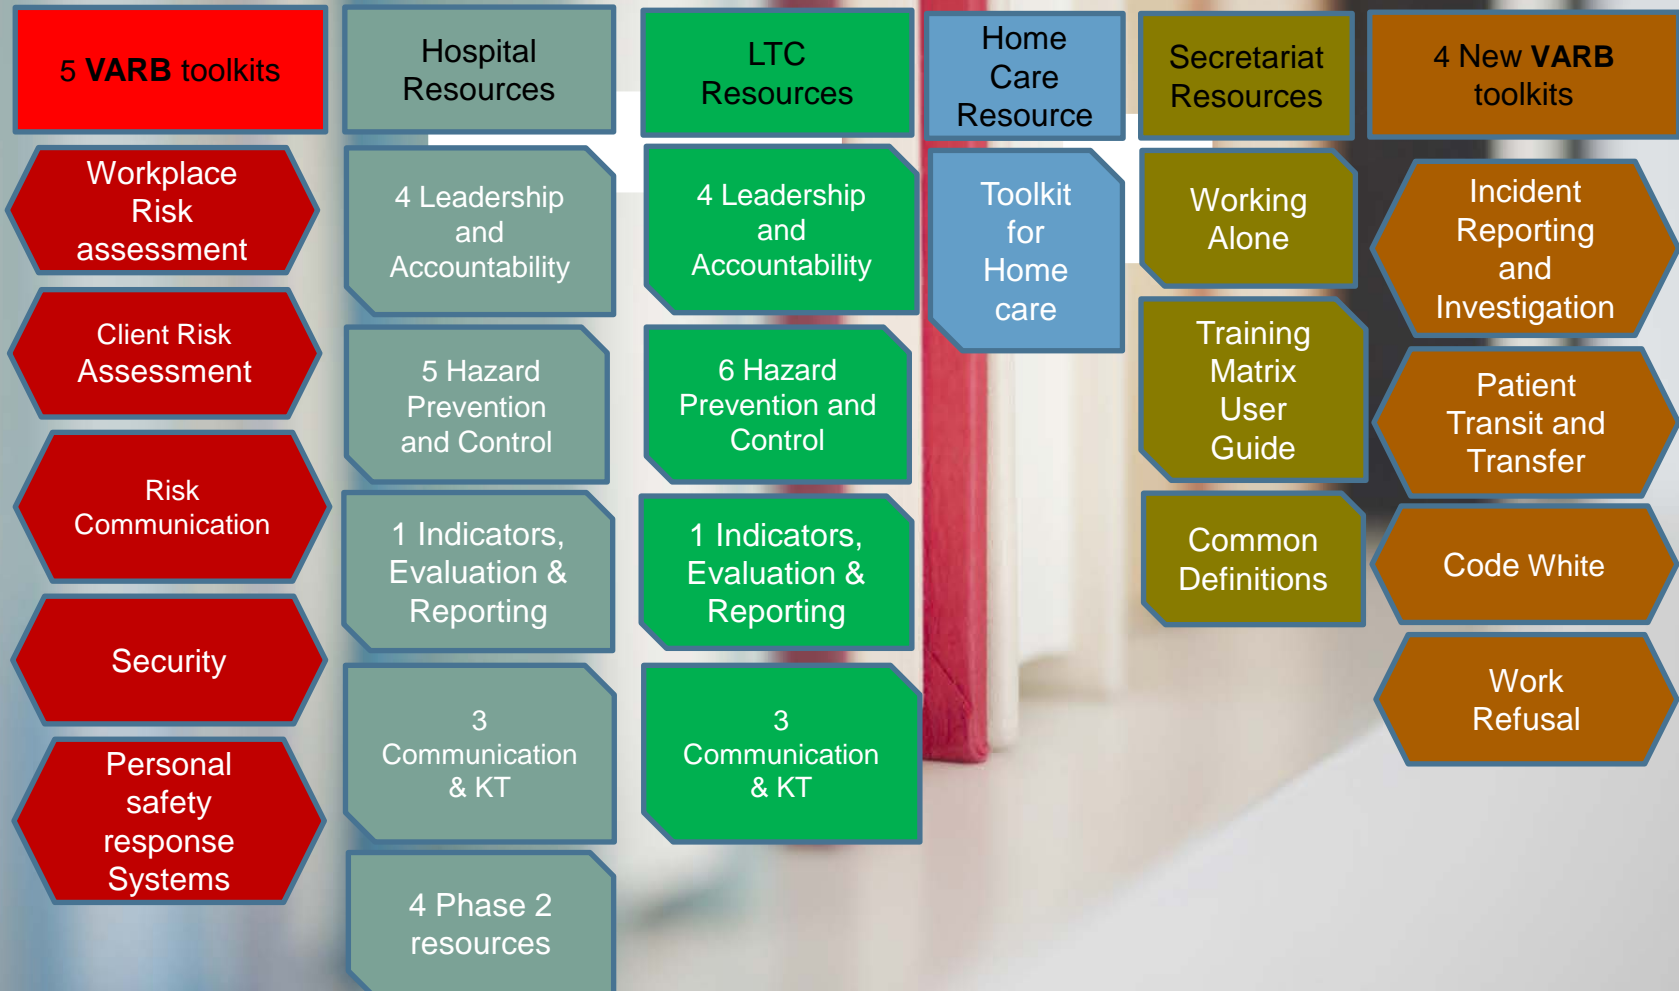 5 VARB toolkits
Workplace
Risk
assessment
Client Risk
Assessment
Risk
Communication
Security
Personal
safety
response
Systems
Hospital
Resources
4 Leadership
and
Accountability
5 Hazard
Prevention
and Control
1 Indicators,
Evaluation &
Reporting
3
Communication
& KT
4 Phase 2
resources
LTC
Resources
4 Leadership
and
Accountability
6 Hazard
Prevention and
Control
1 Indicators,
Evaluation &
Reporting
3
Communication
& KT
Home
Care
Resource
Toolkit
for
Home
care
Secretariat
Resources
Working
Alone
Training
Matrix
User
Guide
Common
Definitions
4 New VARB
toolkits
Incident
Reporting
and
Investigation
Patient
Transit and
Transfer
Code White
Work
Refusal